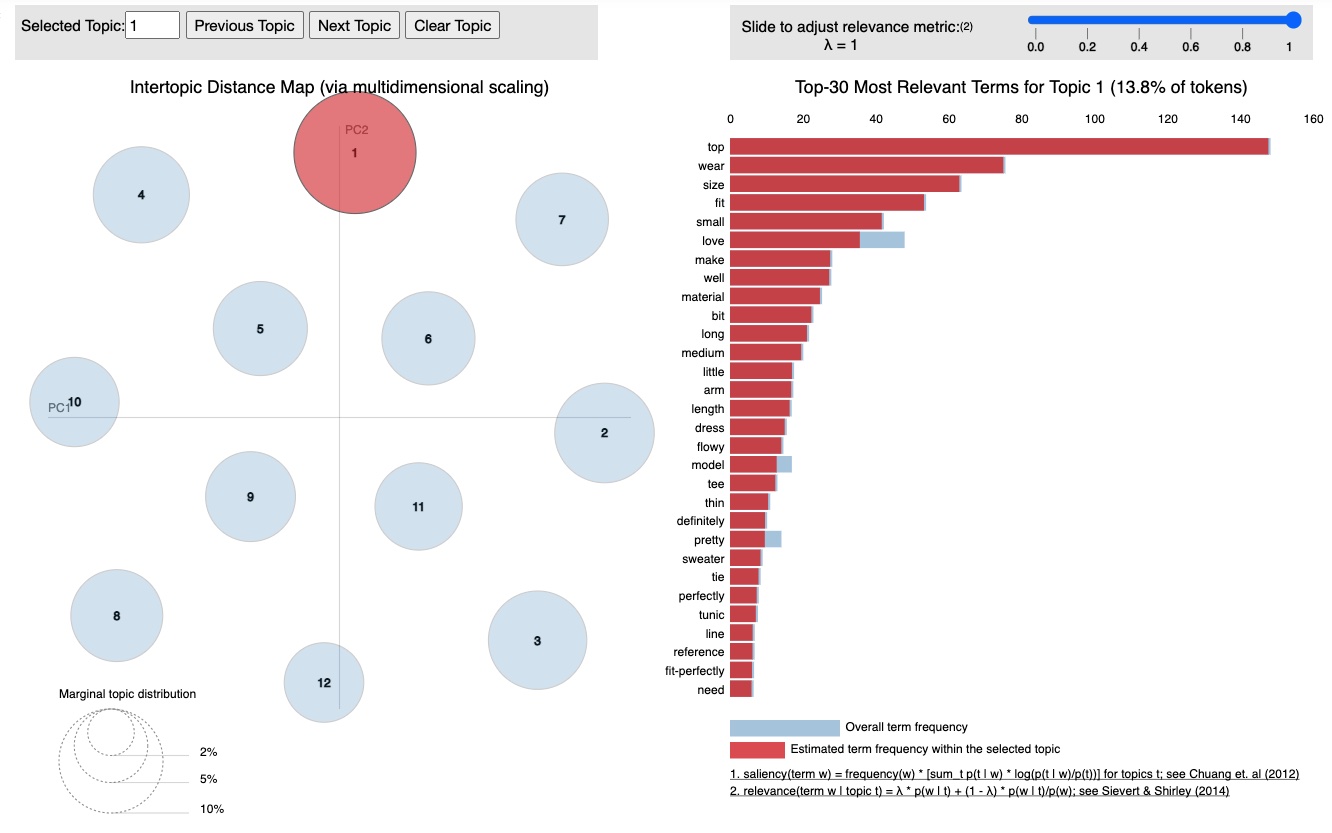 Selected Topic: 1 Previous Topic Next Topic Clear Topic
Slide to adjust relevance metric:(2)
λ = 1
0.0 0.2 0.4 0.6 0.8 1
Intertopic Distance Map (via multidimensional scaling)
PC2
1
4
7
5
6
PC1
10
2
9
11
8
3
12
Marginal topic distribution
2%
5%
10%
Top-30 Most Relevant Terms for Topic 1 (13.8% of tokens)
0 20 40 60 80 100 120 140 160
top
wear
size
fit
small
love
make
well
material
bit
long
medium
little
arm
length
dress
flowy
model
tee
thin
definitely
pretty
sweater
tie
perfectly
tunic
line
reference
fit-perfectly
need
Overall term frequency
Estimated term frequency within the selected topic
1. saliency(term w) = frequency(w) * [sum_t p(t | w) * log(p(t | w)/p(t))] for topics t; see Chuang et. al (2012)
2. relevance(term w | topic t) = λ * p(w | t) + (1 - λ) * p(w | t)/p(w); see Sievert & Shirley (2014)